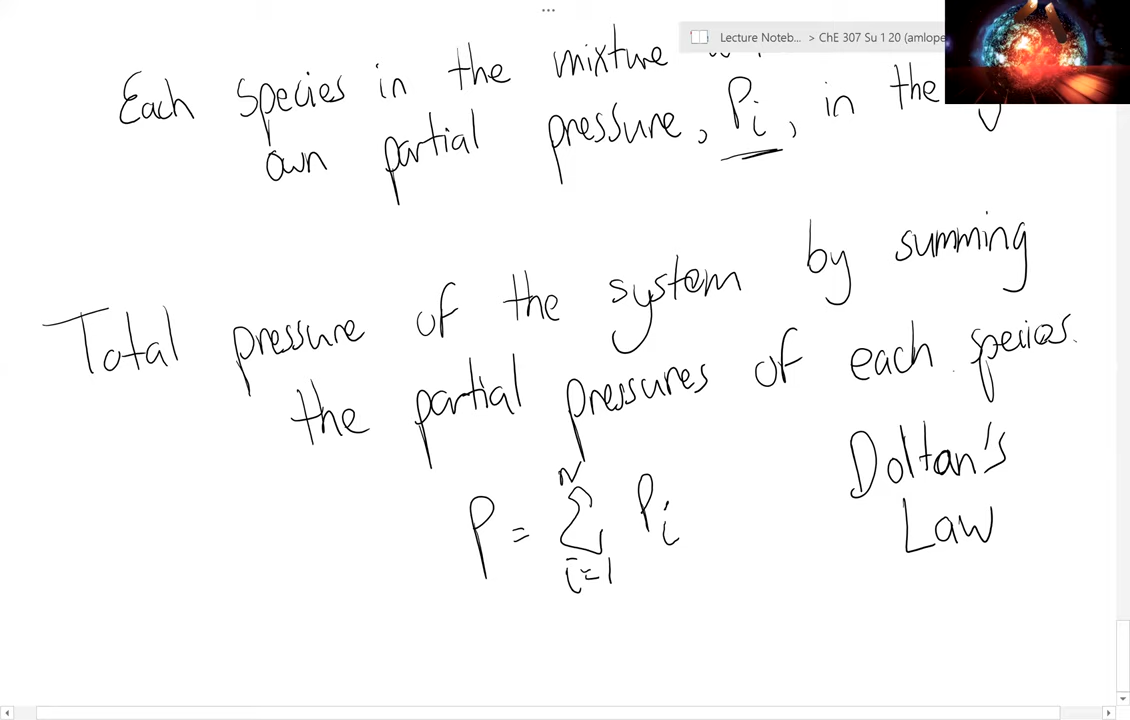 Lecture Noteb... > ChE 307 Su 1 20 (amlope
Each species in the mixture
own partial pressure, Pi, in the
Total pressure of the system by summing
the partial pressures of each species.
P = N∑i=1 Pi
Doltan's
Law